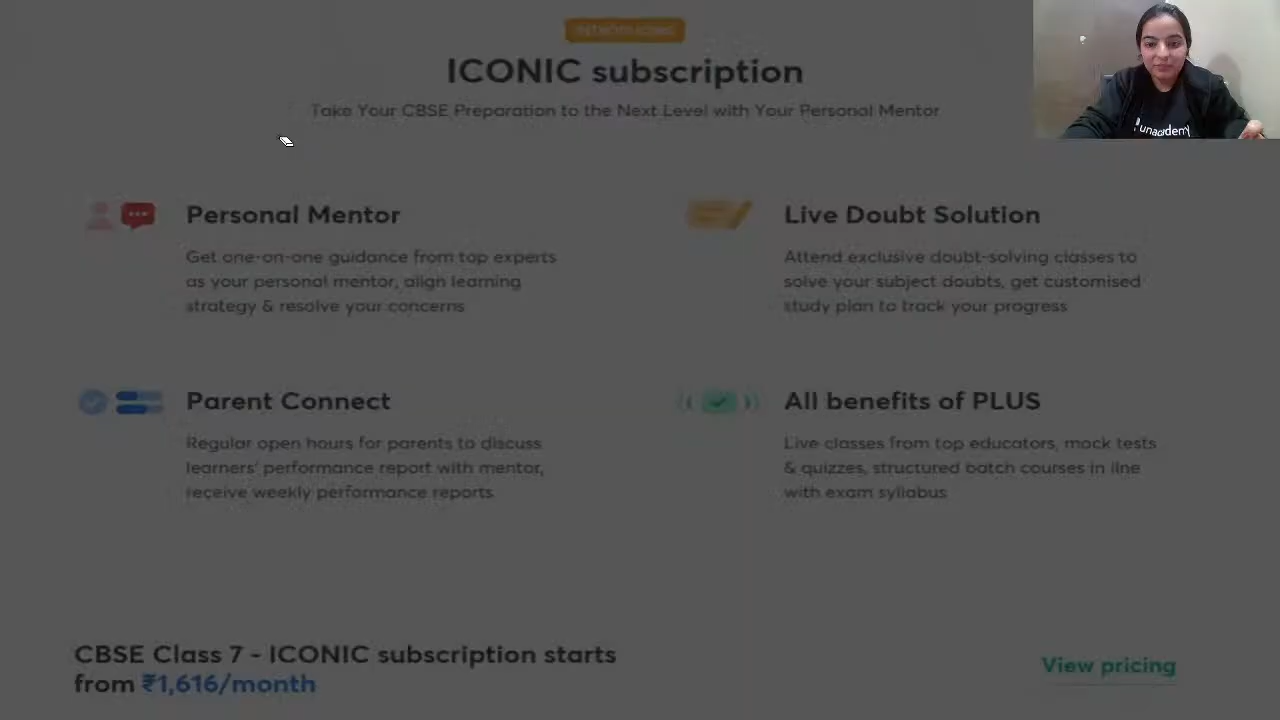 ICONIC subscription
Take Your CBSE Preparation to the Next Level with Your Personal Mentor
unacademy
Personal Mentor
Get one-on-one guidance from top experts
as your personal mentor, align learning
strategy & resolve your concerns
Live Doubt Solution
Attend exclusive doubt-solving classes to
solve your subject doubts, get customised
study plan to track your progress
Parent Connect
Regular open hours for parents to discuss
learners' performance report with mentor,
receive weekly performance reports
All benefits of PLUS
Live classes from top educators, mock tests
& quizzes, structured batch courses in line
with exam syllabus
CBSE Class 7 - ICONIC subscription starts
from ₹1,616/month
View pricing